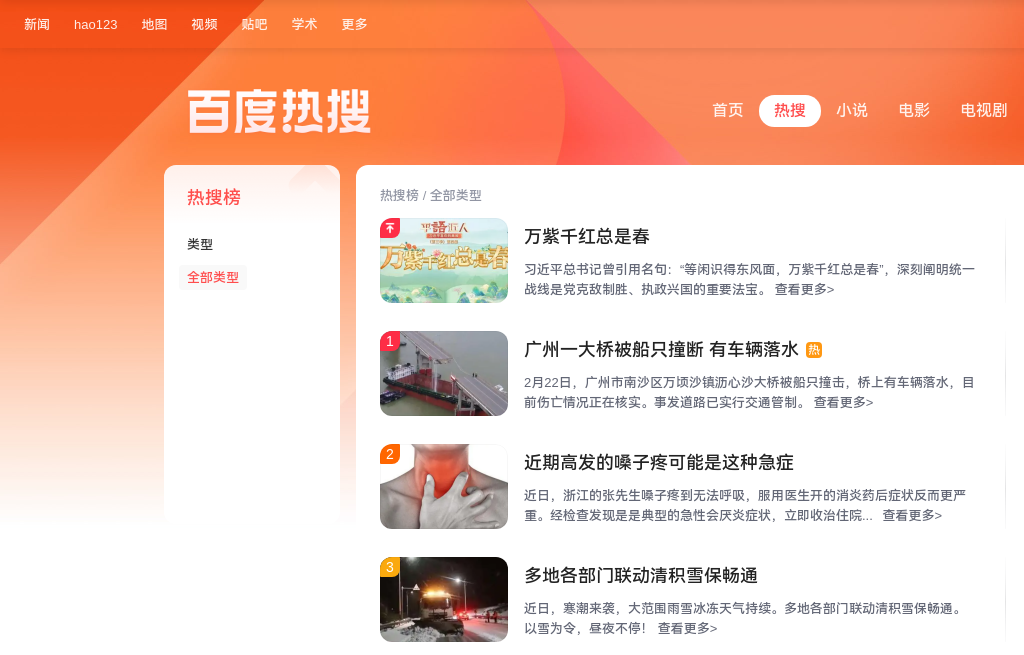 新闻 hao123 地图 视频 贴吧 学术 更多
百度热搜
首页 热搜 小说 电影 电视剧
热搜榜
类型
全部类型
热搜榜 / 全部类型
万紫千红总是春
万紫千红总是春
习近平总书记曾引用名句：“等闲识得东风面，万紫千红总是春”，深刻阐明统一
战线是党克敌制胜、执政兴国的重要法宝。 查看更多>
1
广州一大桥被船只撞断 有车辆落水 热
2月22日，广州市南沙区万顷沙镇沥心沙大桥被船只撞击，桥上有车辆落水，目
前伤亡情况正在核实。事发道路已实行交通管制。 查看更多>
2
近期高发的嗓子疼可能是这种急症
近日，浙江的张先生嗓子疼到无法呼吸，服用医生开的消炎药后症状反而更严
重。经检查发现是是典型的急性会厌炎症状，立即收治住院... 查看更多>
3
多地各部门联动清积雪保畅通
近日，寒潮来袭，大范围雨雪冰冻天气持续。多地各部门联动清积雪保畅通。
以雪为令，昼夜不停！ 查看更多>